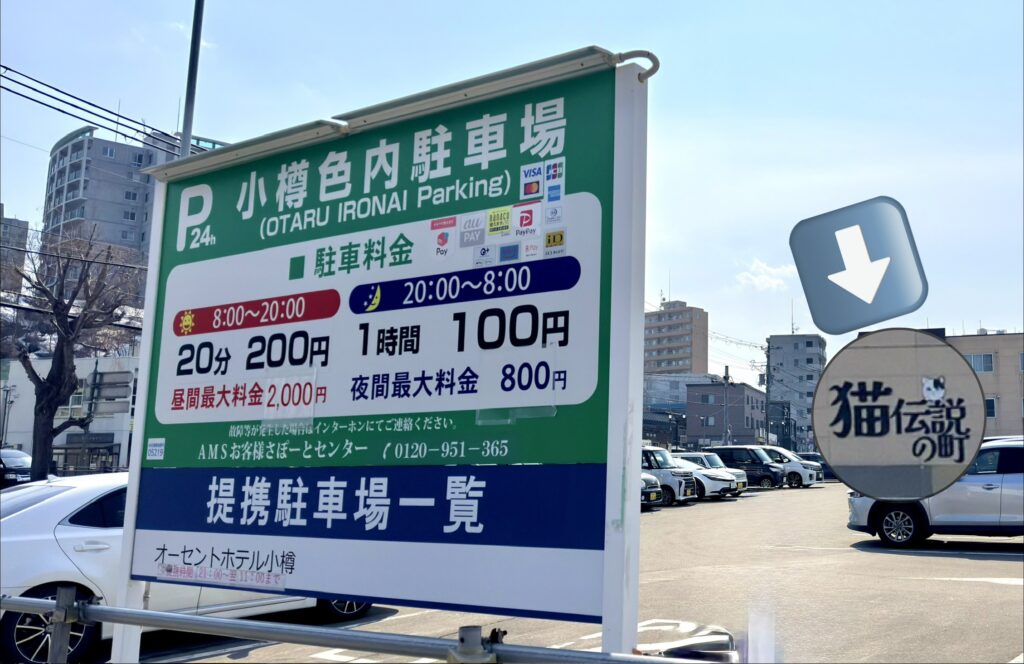 P 24h
小樽色内駐車場
(OTARU IRONAI Parking)
VISA
Pay
au PAY
nanaco
PayPay
iD
■駐車料金
8:00〜20:00
20分 200円
昼間最大料金 2,000円
20:00〜8:00
1時間 100円
夜間最大料金 800円
故障等が発生した場合はインターホンにてご連絡ください。
AMSお客様さぽーとセンター 0120-951-365
05219
提携駐車場一覧
オーセントホテル小樽
猫伝説の町